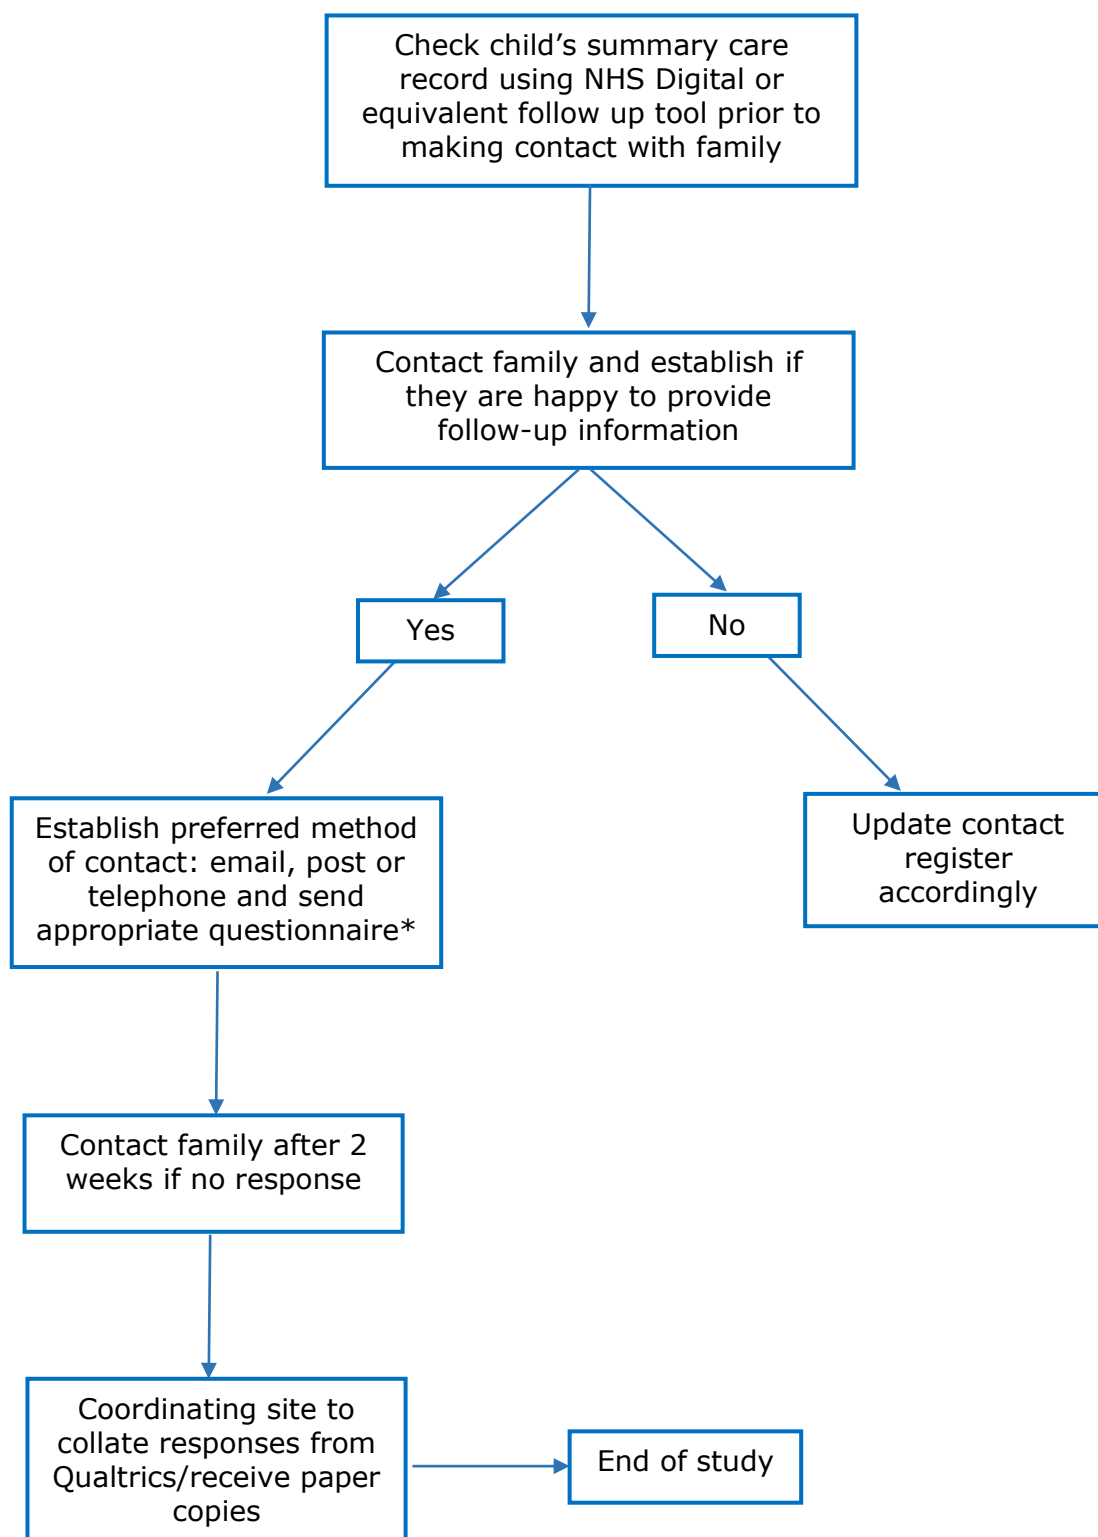 Check child’s summary care
record using NHS Digital or
equivalent follow up tool prior to
making contact with family
Contact family and establish if
they are happy to provide
follow-up information
Yes
No
Establish preferred method
of contact: email, post or
telephone and send
appropriate questionnaire*
Update contact
register
accordingly
Contact family after 2
weeks if no response
Coordinating site to
collate responses from
Qualtrics/receive paper
copies
End of study